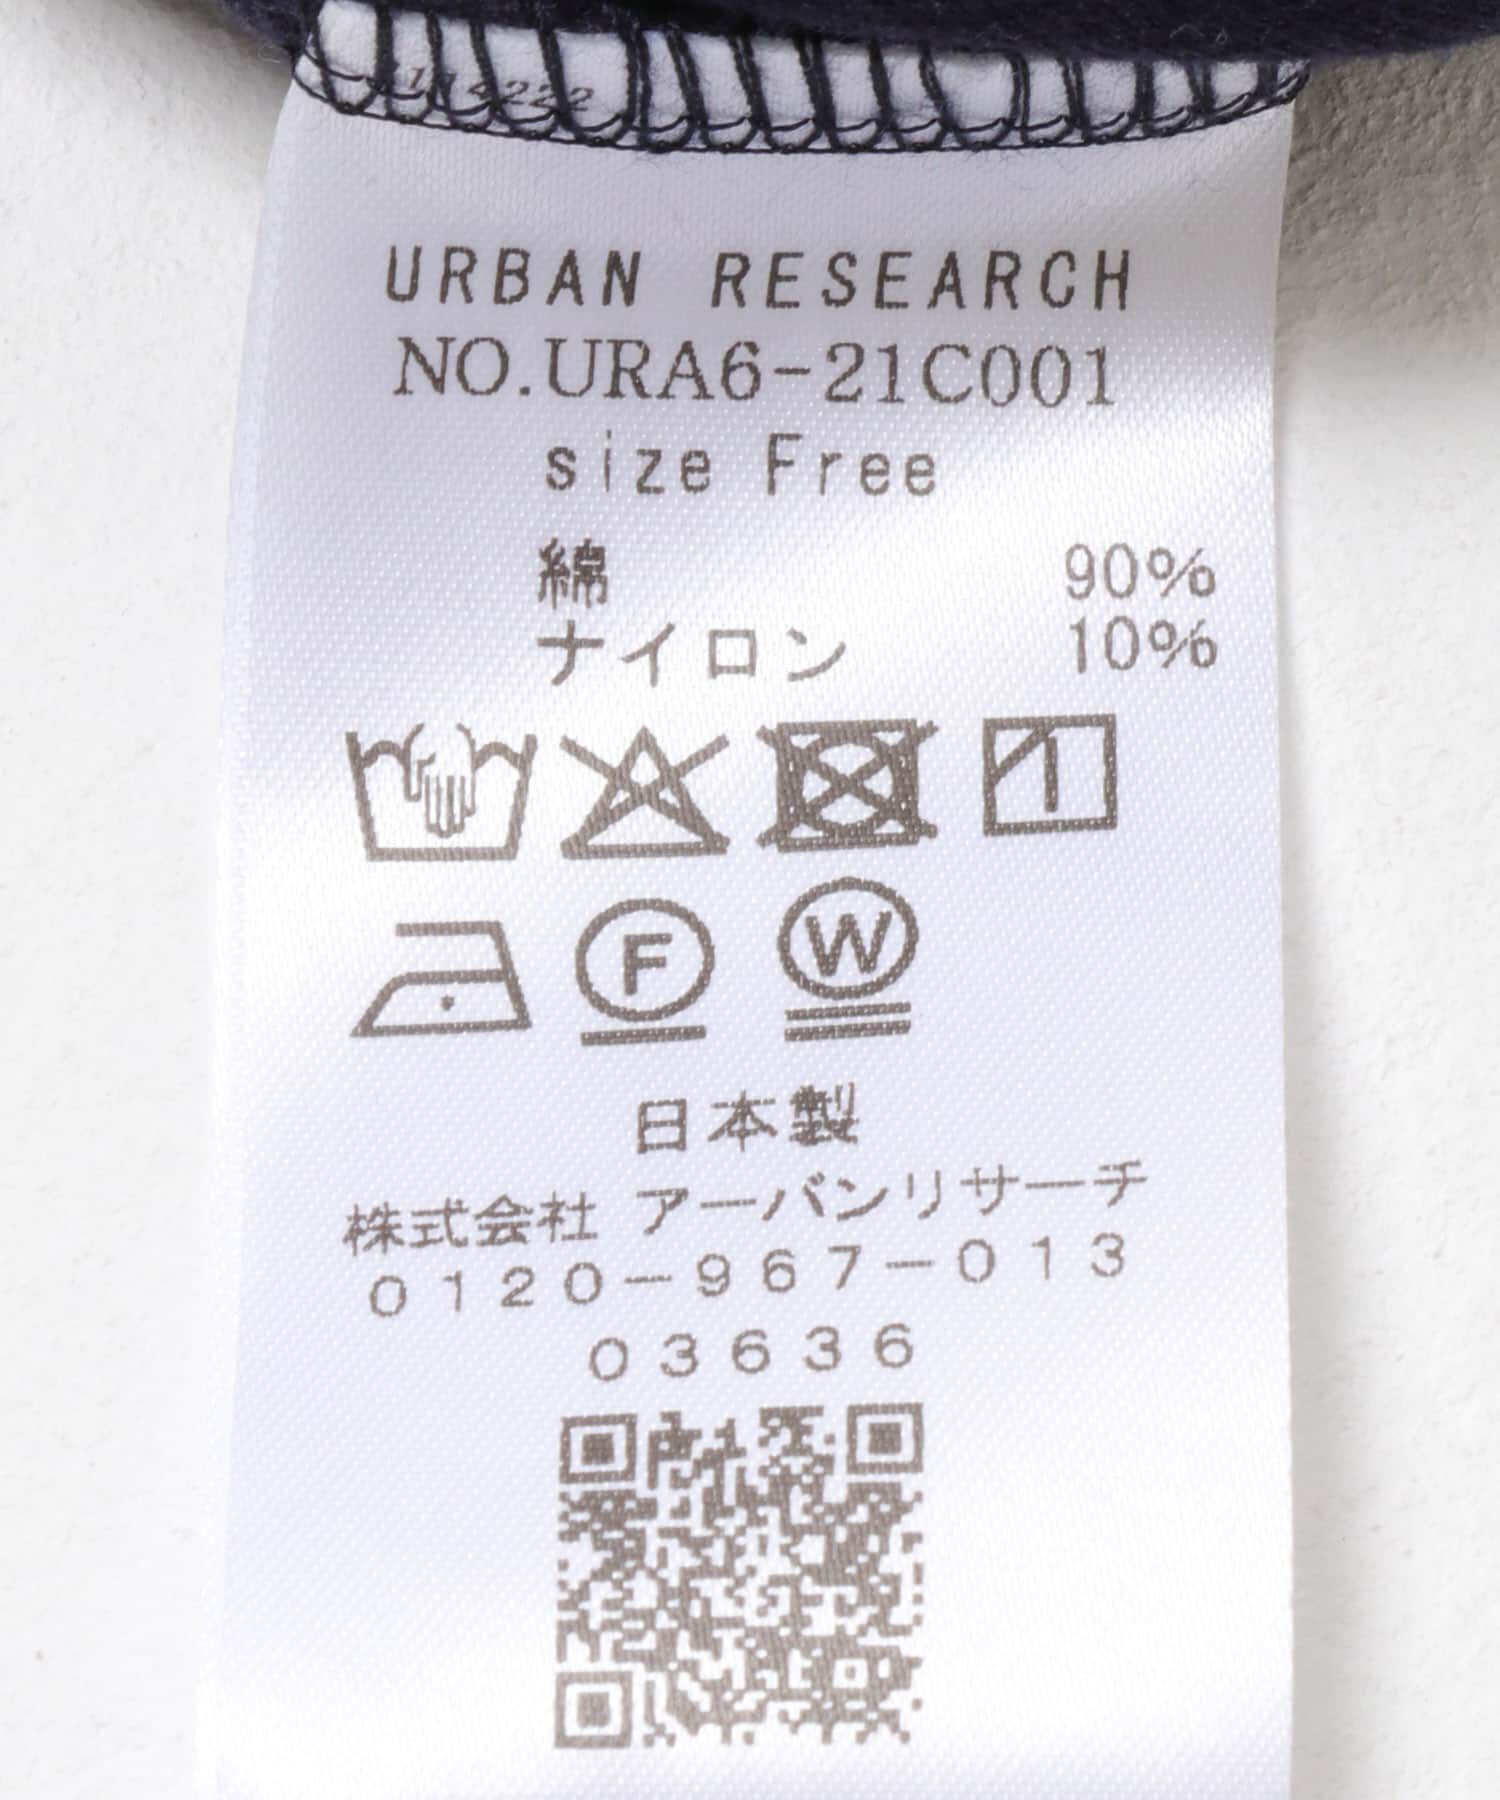 URBAN RESEARCH
NO.URA6-21C001
size Free
綿 90%
ナイロン 10%
F W
日本製
株式会社 アーバンリサーチ
0120-967-013
03636